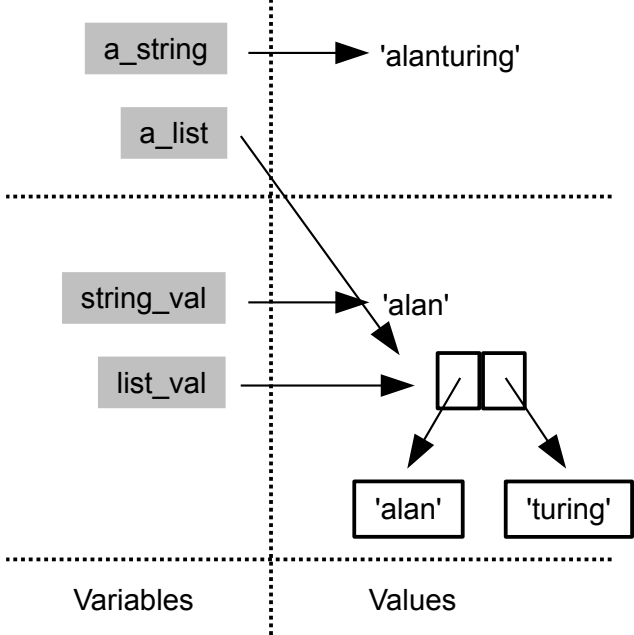 a_string 'alanturing'
a_list
string_val 'alan'
list_val
'alan' 'turing'
Variables Values